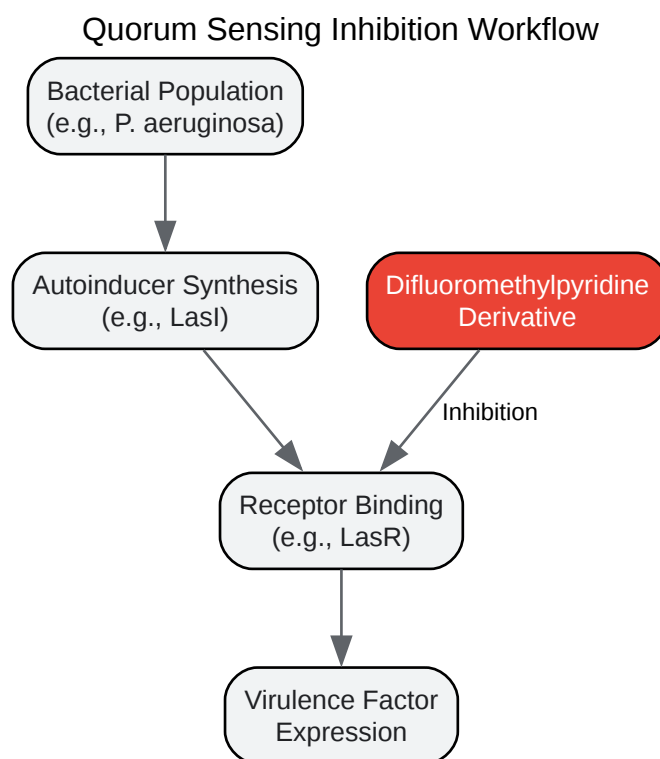 Quorum Sensing Inhibition Workflow
Bacterial Population
(e.g., P. aeruginosa)
Autoinducer Synthesis
(e.g., LasI)
Difluoromethylpyridine
Derivative
Inhibition
Receptor Binding
(e.g., LasR)
Virulence Factor
Expression